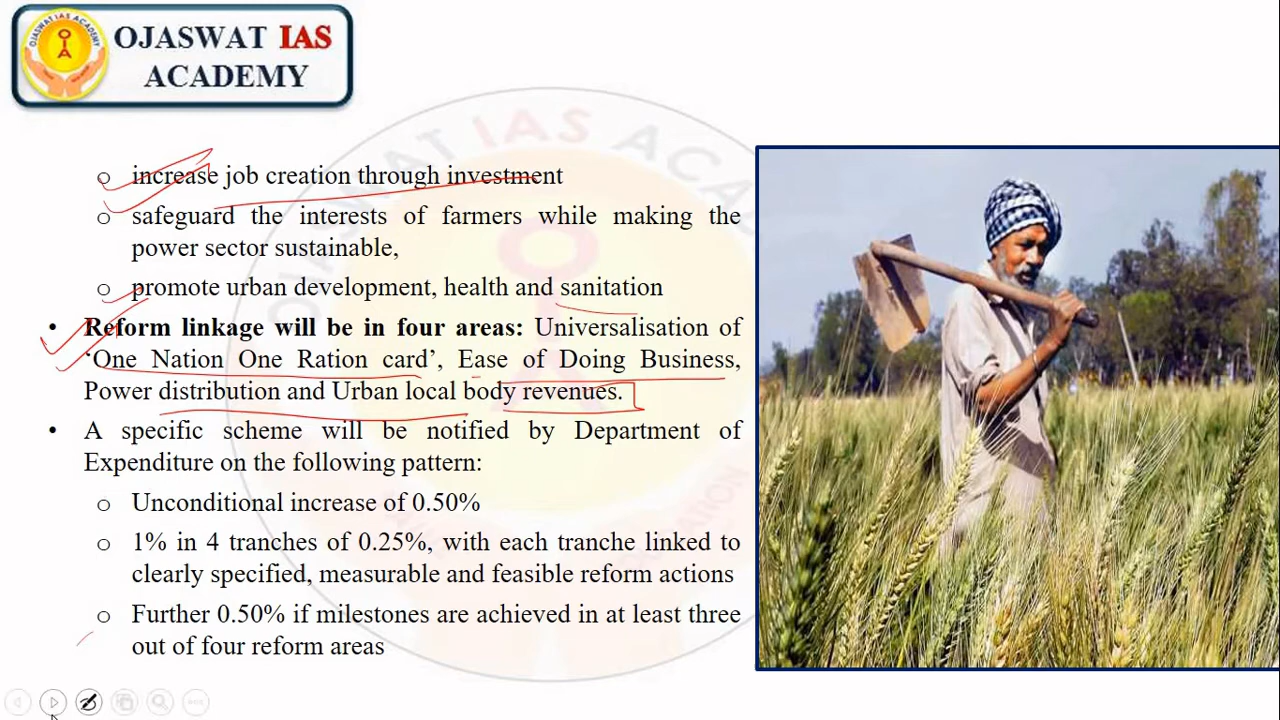 OJASWAT IAS
ACADEMY
o increase job creation through investment
o safeguard the interests of farmers while making the
power sector sustainable,
o promote urban development, health and sanitation
• Reform linkage will be in four areas: Universalisation of
‘One Nation One Ration card’, Ease of Doing Business,
Power distribution and Urban local body revenues.
• A specific scheme will be notified by Department of
Expenditure on the following pattern:
o Unconditional increase of 0.50%
o 1% in 4 tranches of 0.25%, with each tranche linked to
clearly specified, measurable and feasible reform actions
o Further 0.50% if milestones are achieved in at least three
out of four reform areas
OJASWAT IAS ACADEMY